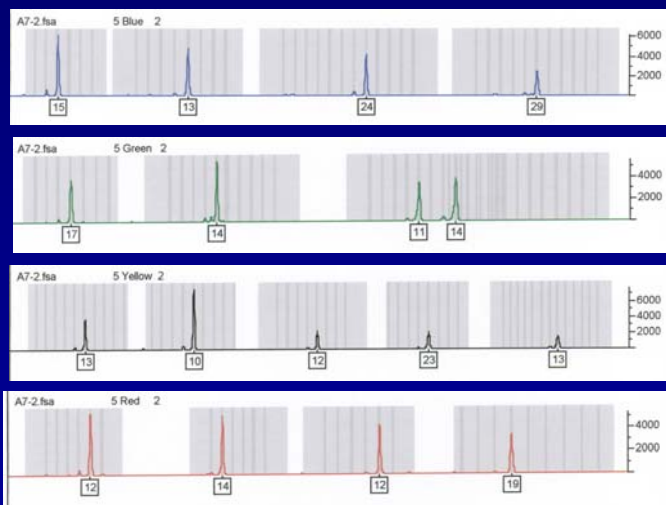 A7-2.fsa 5 Blue 2
6000
4000
2000
15 13 24 29
A7-2.fsa 5 Green 2
4000
2000
17 14 11 14
A7-2.fsa 5 Yellow 2
6000
4000
2000
13 10 12 23 13
A7-2.fsa 5 Red 2
4000
2000
12 14 12 19